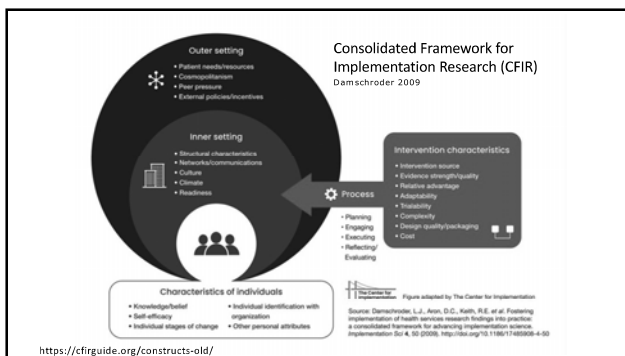 Consolidated Framework for
Implementation Research (CFIR)
Damschroder 2009
Outer setting
• Patient needs/resources
• Cosmopolitanism
• Peer pressure
• External policies/incentives
Inner setting
• Structural characteristics
• Networks/communications
• Culture
• Climate
• Readiness
Intervention characteristics
• Intervention source
• Evidence strength/quality
• Relative advantage
• Adaptability
• Trialability
• Complexity
• Design quality/packaging
• Cost
Process
• Planning
• Engaging
• Executing
• Reflecting/
Evaluating
Characteristics of individuals
• Knowledge/belief
• Self-efficacy
• Individual stages of change
• Individual identification with
organization
• Other personal attributes
The Center for
Implementation
Figure adapted by The Center for Implementation
Source: Damschroder, L.J., Aron, D.C., Keith, R.E. et al. Fostering
implementation of health services research findings into practice:
a consolidated framework for advancing implementation science.
Implementation Sci 4, 50 (2009). http://doi.org/10.1186/17485908-4-50
https://cfirguide.org/constructs-old/